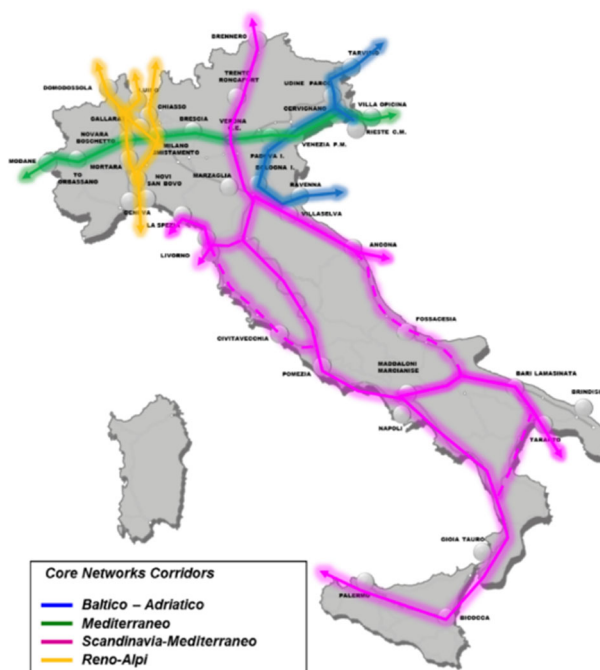 BRENNERO
TARVISIO
TRENTO
RONCAFORT
UDINE PARCO
DOMODOSSOLA
CHIASSO
CERVIGNANO
VILLA OPICINA
GALLARATE
BRESCIA
VERONA
Q.E.
TRIESTE C.M.
NOVARA
BOSCHETTO
MILANO
SMISTAMENTO
VENEZIA P.M.
MODANE
PADOVA I.
MORTARA
BOLOGNA I.
TO
ORBASSANO
NOVI
SAN BOVO
MARZAGLIA
RAVENNA
GENOVA
VILLASELVA
LA SPEZIA
LIVORNO
ANCONA
FOSSACESIA
CIVITAVECCHIA
POMEZIA
MADDALONI
MARCIANISE
BARI LAMASINATA
BRINDISI
NAPOLI
TARANTO
GIOIA TAURO
PALERMO
BICOCCA
Core Networks Corridors
Baltico – Adriatico
Mediterraneo
Scandinavia-Mediterraneo
Reno-Alpi